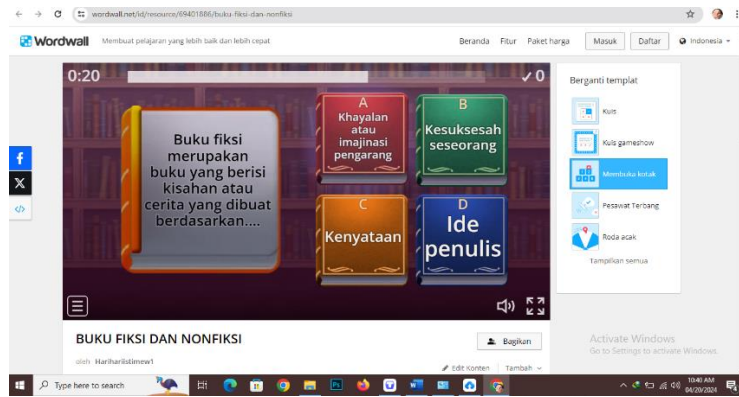 wordwall.net/id/resource/69401886/buku-fiksi-dan-nonfiksi
Wordwall
Membuat pelajaran yang lebih baik dan lebih cepat
Beranda Fitur Paket harga Masuk Daftar Indonesia
0:20
✓ 0
Buku fiksi
merupakan
buku yang berisi
kisahan atau
cerita yang dibuat
berdasarkan....
A
Khayalan
atau
imajinasi
pengarang
B
Kesuksesah
seseorang
C
Kenyataan
D
Ide
penulis
Berganti templat
Kuis
Kuis gameshow
Membuka kotak
Pesawat Terbang
Roda acak
Tampilkan semua
BUKU FIKSI DAN NONFIKSI
Bagikan
oleh Harihariistimew1
Edit Konten Tambah
Activate Windows
Go to Settings to activate Windows.
Type here to search
10:40 AM
04/20/2024